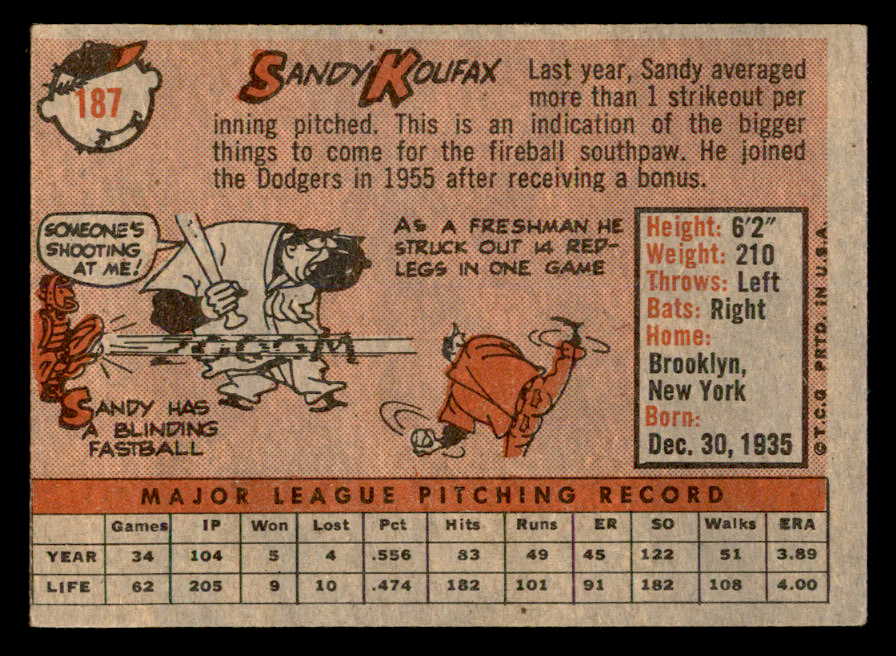 187
SANDY KOUFAX
Last year, Sandy averaged
more than 1 strikeout per
inning pitched. This is an indication of the bigger
things to come for the fireball southpaw. He joined
the Dodgers in 1955 after receiving a bonus.
SOMEONE'S
SHOOTING
AT ME!
ZOOOM
SANDY HAS
A BLINDING
FASTBALL
AS A FRESHMAN HE
STRUCK OUT 14 RED-
LEGS IN ONE GAME
Height: 6'2"
Weight: 210
Throws: Left
Bats: Right
Home:
Brooklyn,
New York
Born:
Dec. 30, 1935
© T.C.G PRTD. IN U.S.A.
MAJOR LEAGUE PITCHING RECORD
Games IP Won Lost Pct Hits Runs ER SO Walks ERA
YEAR 34 104 5 4 .556 83 49 45 122 51 3.89
LIFE 62 205 9 10 .474 182 101 91 182 108 4.00